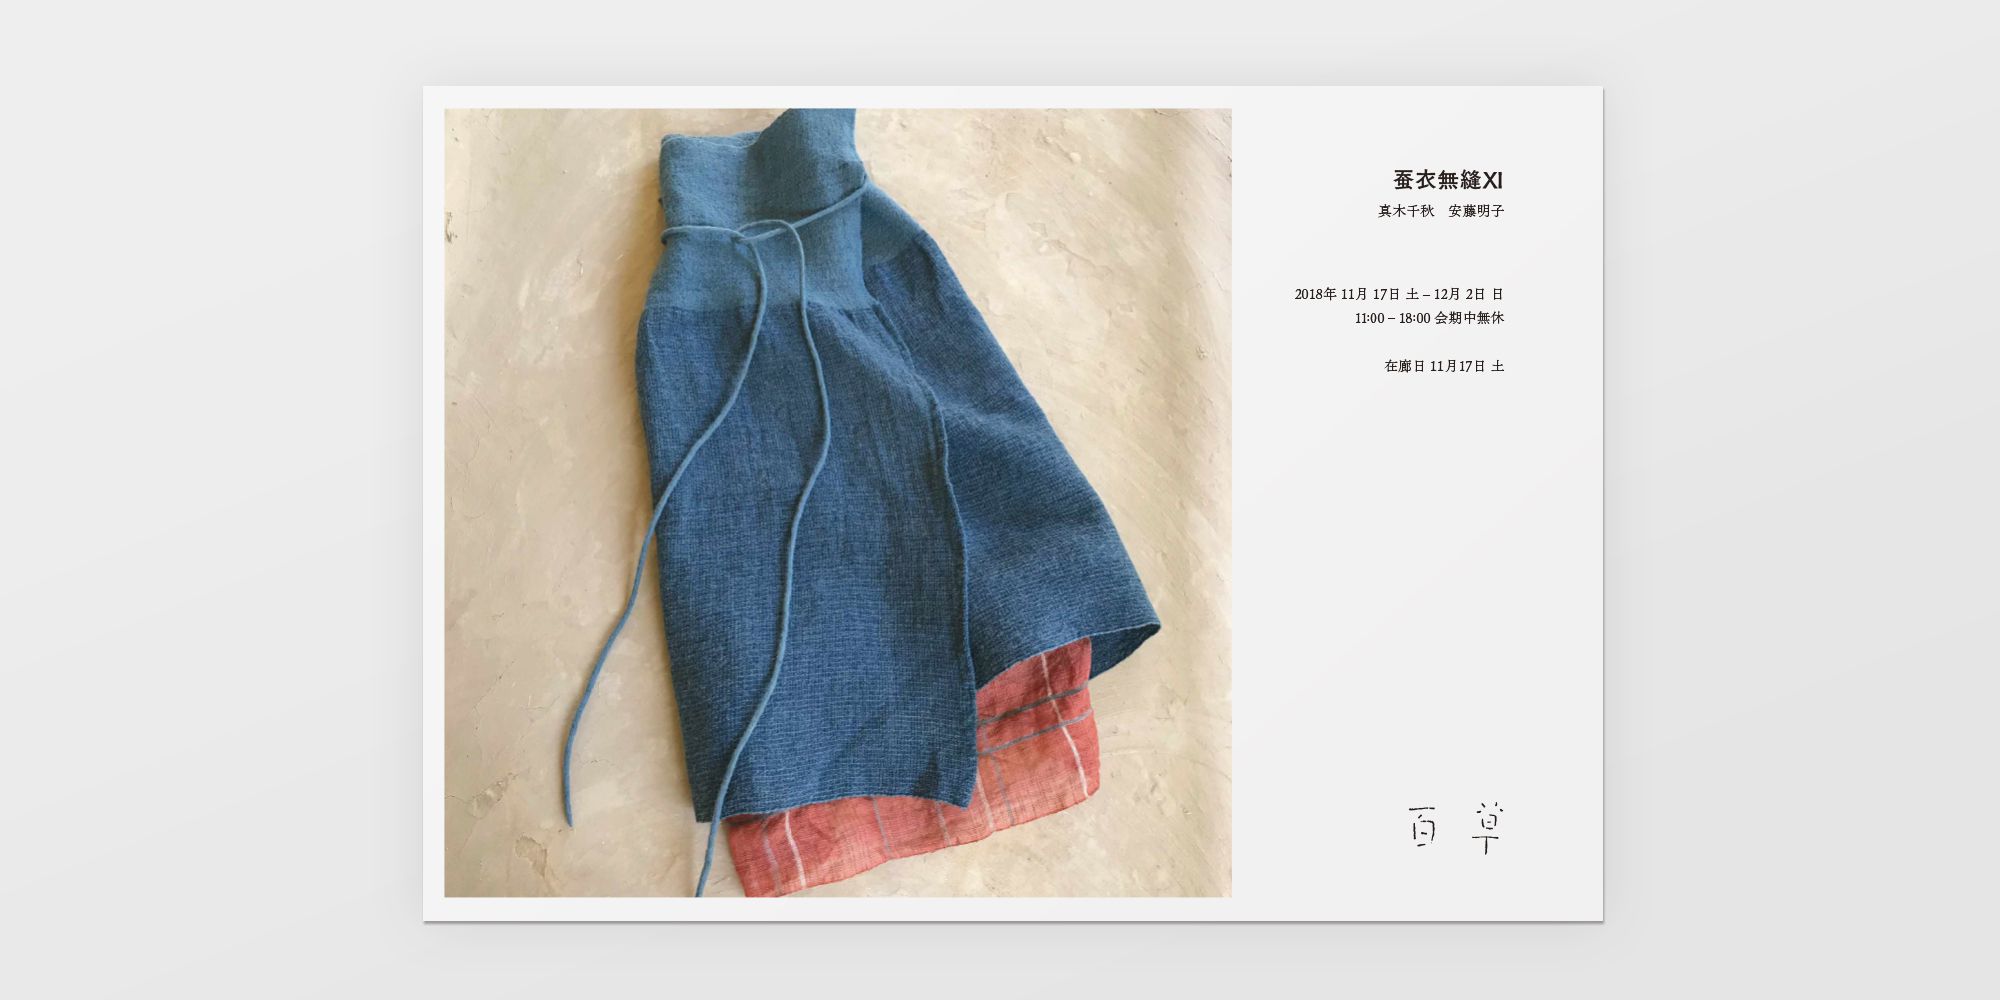 蚕衣無縫XI
真木千秋　安藤明子
2018年 11月 17日 土 – 12月 2日 日
11:00 – 18:00 会期中無休
在廊日 11月17日 土
百草